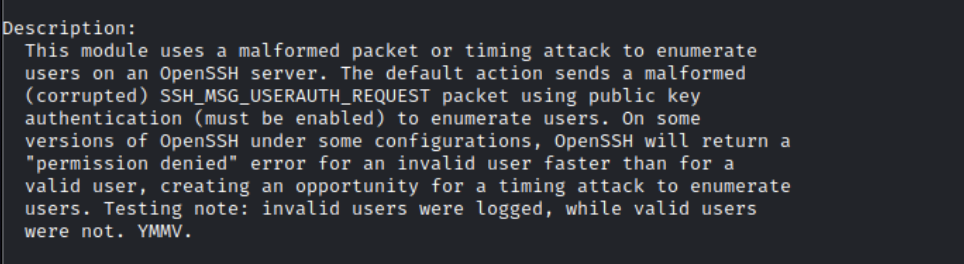 Description:
This module uses a malformed packet or timing attack to enumerate
users on an OpenSSH server. The default action sends a malformed
(corrupted) SSH_MSG_USERAUTH_REQUEST packet using public key
authentication (must be enabled) to enumerate users. On some
versions of OpenSSH under some configurations, OpenSSH will return a
"permission denied" error for an invalid user faster than for a
valid user, creating an opportunity for a timing attack to enumerate
users. Testing note: invalid users were logged, while valid users
were not. YMMV.